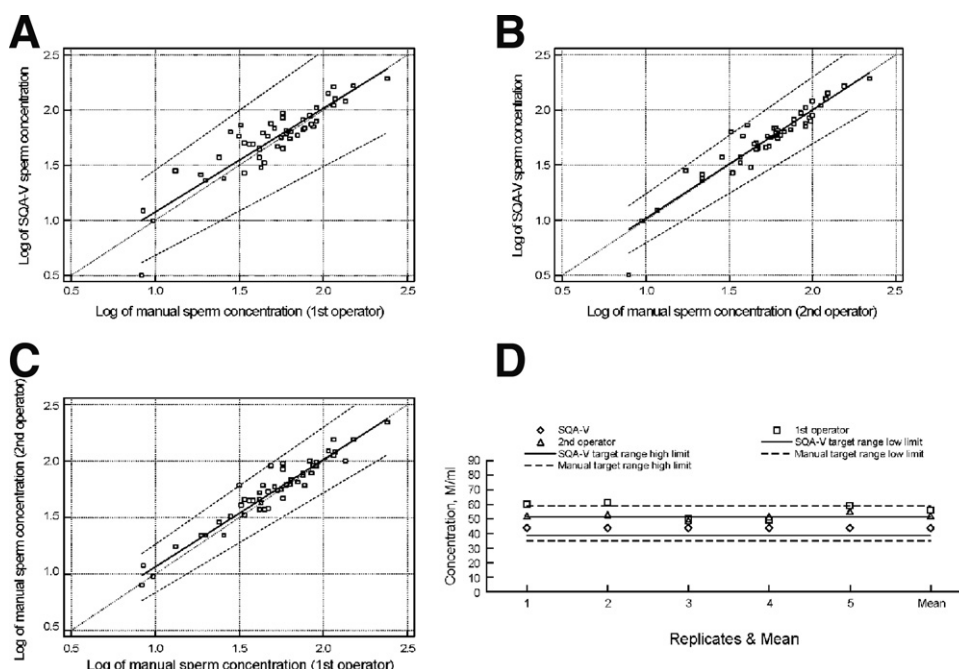 A
Log of SQA-V sperm concentration
2.5
2.0
1.5
1.0
0.5
0.5 1.0 1.5 2.0 2.5
Log of manual sperm concentration (1st operator)
B
Log of SQA-V sperm concentration
2.5
2.0
1.5
1.0
0.5
0.5 1.0 1.5 2.0 2.5
Log of manual sperm concentration (2nd operator)
C
Log of manual sperm concentration (2nd operator)
2.5
2.0
1.5
1.0
0.5
0.5 1.0 1.5 2.0 2.5
Log of manual sperm concentration (1st operator)
D
SQA-V
1st operator
2nd operator
SQA-V target range low limit
SQA-V target range high limit
Manual target range low limit
Manual target range high limit
Concentration, M/ml
90
80
70
60
50
40
30
20
10
0
1 2 3 4 5 Mean
Replicates & Mean